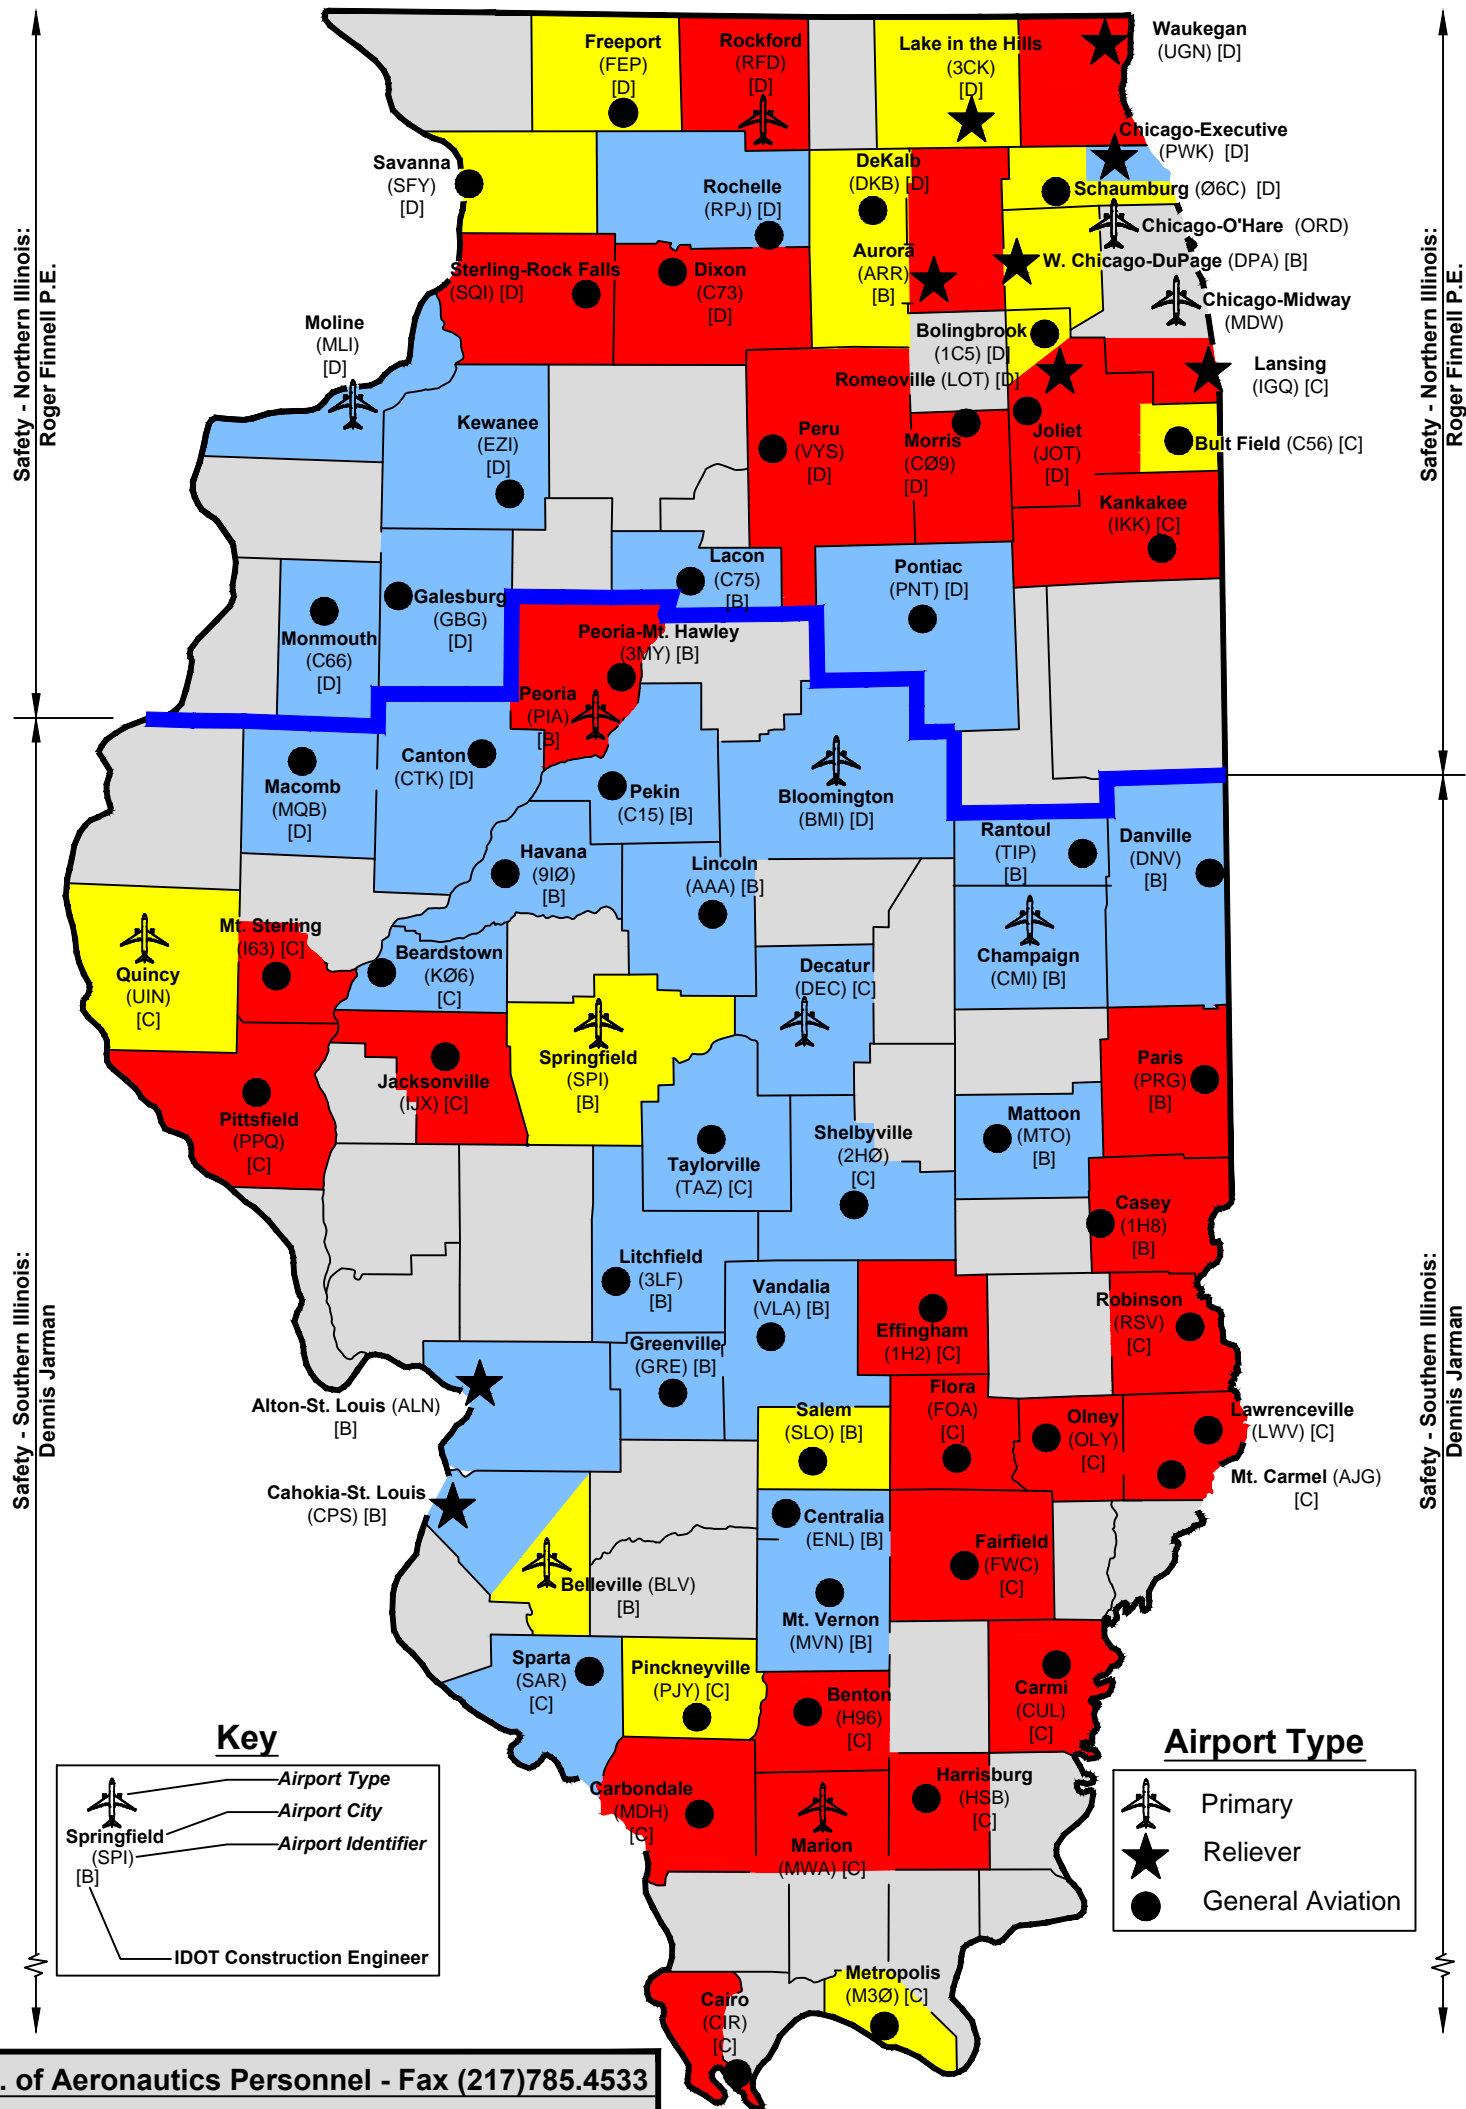 Safety - Northern Illinois:
Roger Finnell P.E.
Safety - Southern Illinois:
Dennis Jarman
Freeport
(FEP)
[D]
Rockford
(RFD)
[D]
Lake in the Hills
(3CK)
[D]
Waukegan
(UGN) [D]
Chicago-Executive
(PWK) [D]
Savanna
(SFY)
[D]
Rochelle
(RPJ) [D]
DeKalb
(DKB) [D]
Schaumburg (Ø6C) [D]
Chicago-O'Hare (ORD)
Aurora
(ARR)
[B]
W. Chicago-DuPage (DPA) [B]
Sterling-Rock Falls
(SQI) [D]
Dixon
(C73)
[D]
Chicago-Midway
(MDW)
Moline
(MLI)
[D]
Bolingbrook
(1C5) [D]
Romeoville (LOT) [D]
Lansing
(IGQ) [C]
Kewanee
(EZI)
[D]
Peru
(VYS)
[D]
Morris
(CØ9)
[D]
Joliet
(JOT)
[D]
Bult Field (C56) [C]
Kankakee
(IKK) [C]
Lacon
(C75)
[B]
Pontiac
(PNT) [D]
Galesburg
(GBG)
[D]
Monmouth
(C66)
[D]
Peoria-Mt. Hawley
(3MY) [B]
Peoria
(PIA)
[B]
Canton
(CTK) [D]
Macomb
(MQB)
[D]
Pekin
(C15) [B]
Bloomington
(BMI) [D]
Rantoul
(TIP)
[B]
Danville
(DNV)
[B]
Havana
(9IØ)
[B]
Lincoln
(AAA) [B]
Mt. Sterling
(I63) [C]
Quincy
(UIN)
[C]
Beardstown
(KØ6)
[C]
Decatur
(DEC) [C]
Champaign
(CMI) [B]
Springfield
(SPI)
[B]
Jacksonville
(IJX) [C]
Pittsfield
(PPQ)
[C]
Paris
(PRG)
[B]
Mattoon
(MTO)
[B]
Taylorville
(TAZ) [C]
Shelbyville
(2HØ)
[C]
Casey
(1H8)
[B]
Litchfield
(3LF)
[B]
Vandalia
(VLA) [B]
Effingham
(1H2) [C]
Robinson
(RSV)
[C]
Greenville
(GRE) [B]
Alton-St. Louis (ALN)
[B]
Flora
(FOA)
[C]
Salem
(SLO) [B]
Olney
(OLY)
[C]
Lawrenceville
(LWV) [C]
Mt. Carmel (AJG)
[C]
Cahokia-St. Louis
(CPS) [B]
Centralia
(ENL) [B]
Fairfield
(FWC)
[C]
Belleville (BLV)
[B]
Mt. Vernon
(MVN) [B]
Sparta
(SAR)
[C]
Pinckneyville
(PJY) [C]
Benton
(H96)
[C]
Carmi
(CUL)
[C]
Carbondale
(MDH)
[C]
Marion
(MWA) [C]
Harrisburg
(HSB)
[C]
Cairo
(CIR)
[C]
Metropolis
(M3Ø) [C]
Safety - Northern Illinois:
Roger Finnell P.E.
Safety - Southern Illinois:
Dennis Jarman
Key
Airport Type
Airport City
Springfield
Airport Identifier
(SPI)
[B]
IDOT Construction Engineer
Airport Type
Primary
Reliever
General Aviation
. of Aeronautics Personnel - Fax (217)785.4533